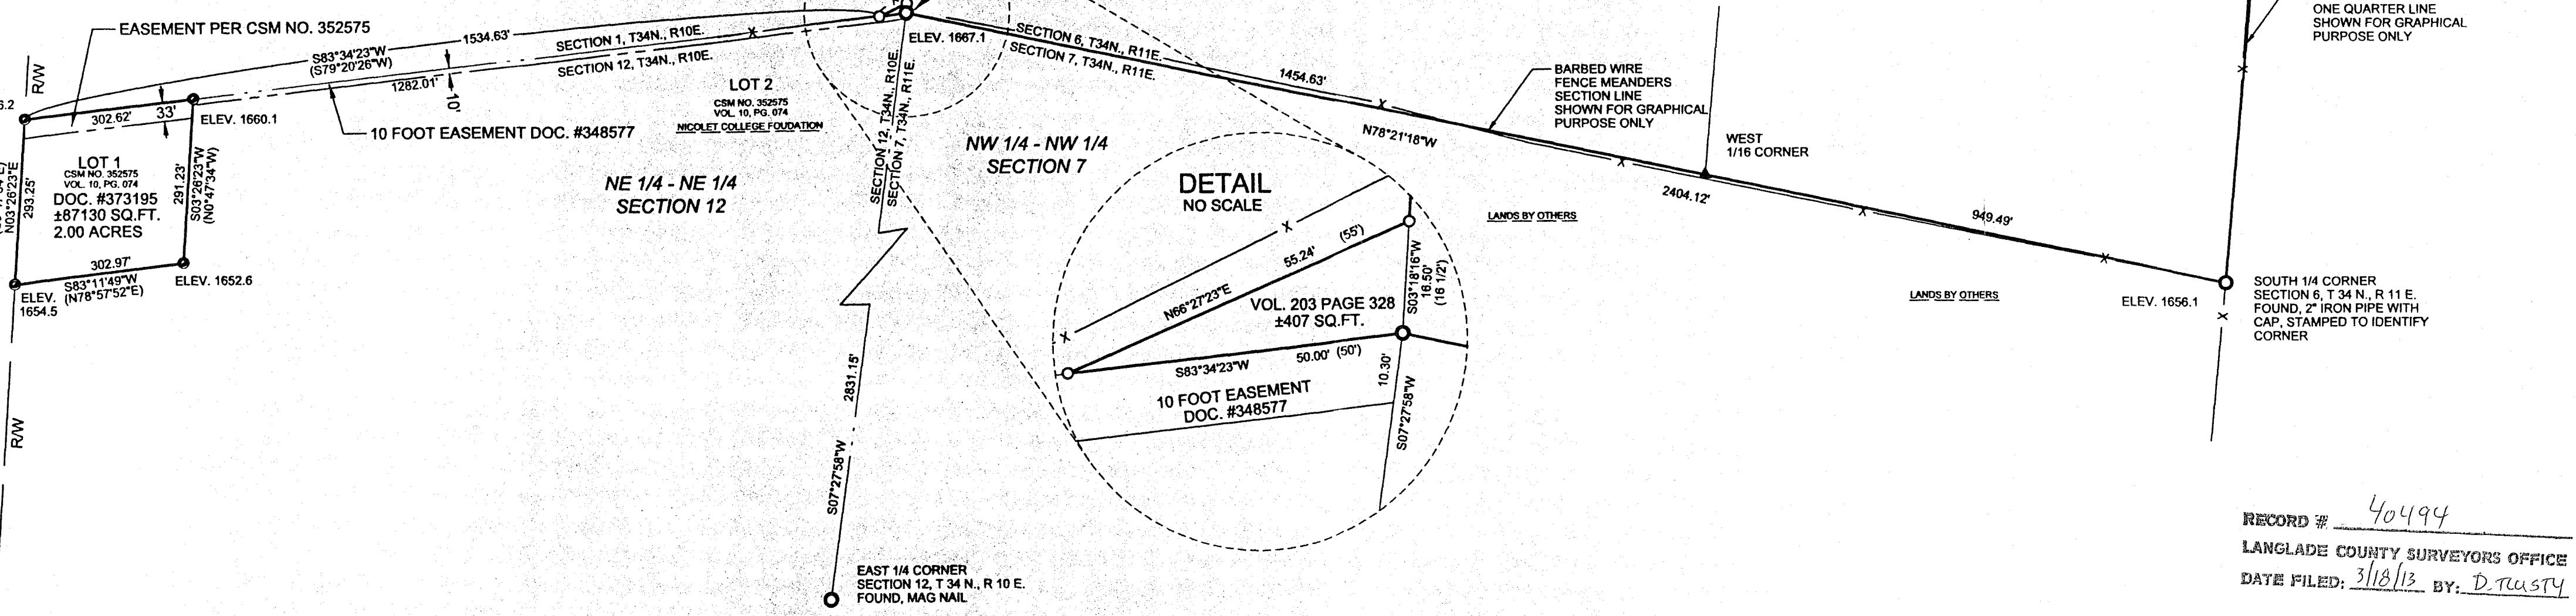 EASEMENT PER CSM NO. 352575
R/W
S83°34'23"W
(S79°20'26"W)
1534.63'
SECTION 1, T34N., R10E.
SECTION 12, T34N., R10E.
1282.01'
10'
302.62'
33'
ELEV. 1660.1
10 FOOT EASEMENT DOC. #348577
LOT 1
CSM NO. 352575
VOL. 10, PG. 074
DOC. #373195
±87130 SQ.FT.
2.00 ACRES
N03°26'23"E
293.25'
291.23'
S03°26'23"W
(N0°47'34"W)
302.97'
S83°11'49"W
(N78°57'52"E)
ELEV.
1654.5
ELEV. 1652.6
R/W
LOT 2
CSM NO. 352575
VOL. 10, PG. 074
NICOLET COLLEGE FOUDATION
NE 1/4 - NE 1/4
SECTION 12
ELEV. 1667.1
SECTION 12, T34N., R10E.
SECTION 7, T34N., R11E.
SECTION 6, T34N., R11E.
SECTION 7, T34N., R11E.
NW 1/4 - NW 1/4
SECTION 7
2831.15'
S07°27'58"W
EAST 1/4 CORNER
SECTION 12, T 34 N., R 10 E.
FOUND, MAG NAIL
DETAIL
NO SCALE
55.24'
(55')
N66°27'23"E
VOL. 203 PAGE 328
±407 SQ.FT.
S03°18'16"W
16.50'
(16 1/2')
S83°34'23"W
50.00' (50')
10 FOOT EASEMENT
DOC. #348577
10.30'
S07°27'58"W
1454.63'
N78°21'18"W
BARBED WIRE
FENCE MEANDERS
SECTION LINE
SHOWN FOR GRAPHICAL
PURPOSE ONLY
WEST
1/16 CORNER
2404.12'
949.49'
LANDS BY OTHERS
LANDS BY OTHERS
ONE QUARTER LINE
SHOWN FOR GRAPHICAL
PURPOSE ONLY
ELEV. 1656.1
SOUTH 1/4 CORNER
SECTION 6, T 34 N., R 11 E.
FOUND, 2" IRON PIPE WITH
CAP, STAMPED TO IDENTIFY
CORNER
RECORD # 40494
LANGLADE COUNTY SURVEYORS OFFICE
DATE FILED: 3/18/13 BY: D. TLUSTY